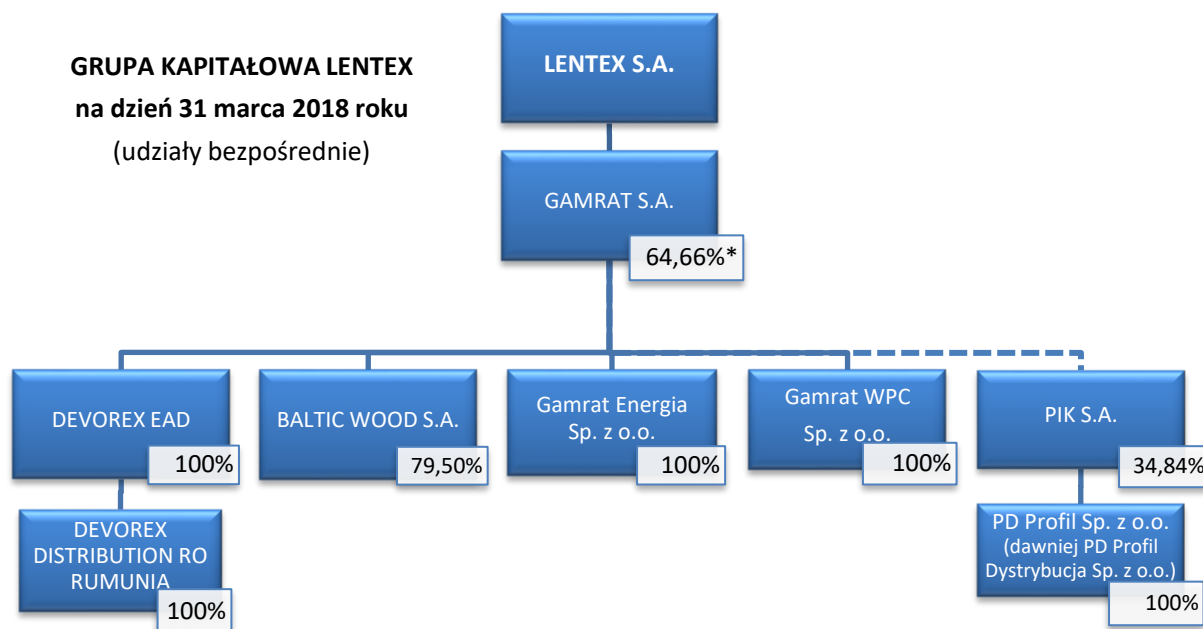 GRUPA KAPITAŁOWA LENTEX
na dzień 31 marca 2018 roku
(udziały bezpośrednie)
LENTEX S.A.
GAMRAT S.A.
64,66%*
DEVOREX EAD
100%
BALTIC WOOD S.A.
79,50%
Gamrat Energia
Sp. z o.o.
100%
Gamrat WPC
Sp. z o.o.
100%
PIK S.A.
34,84%
DEVOREX
DISTRIBUTION RO
RUMUNIA
100%
PD Profil Sp. z o.o.
(dawniej PD Profil
Dystrybucja Sp. z o.o.)
100%